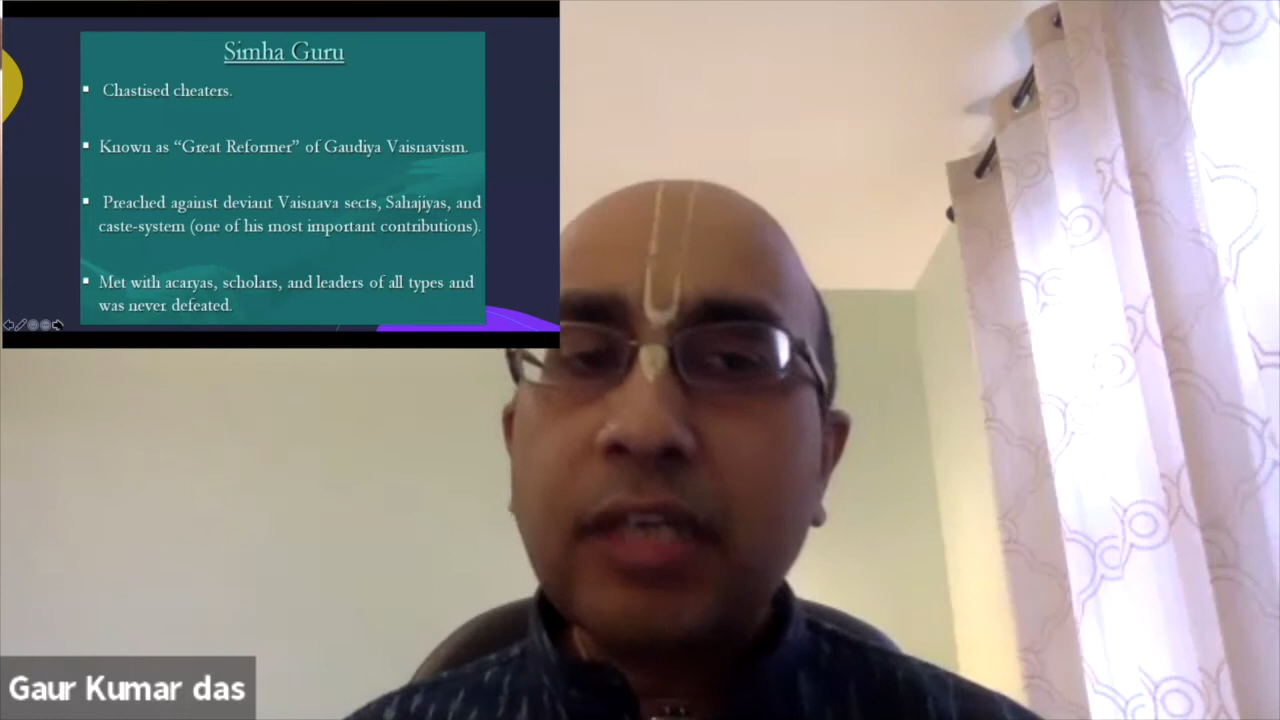 Simha Guru
Chastised cheaters.
Known as “Great Reformer” of Gaudiya Vaisnavism.
Preached against deviant Vaisnava sects, Sahajiyas, and
caste-system (one of his most important contributions).
Met with acaryas, scholars, and leaders of all types and
was never defeated.
Gaur Kumar das